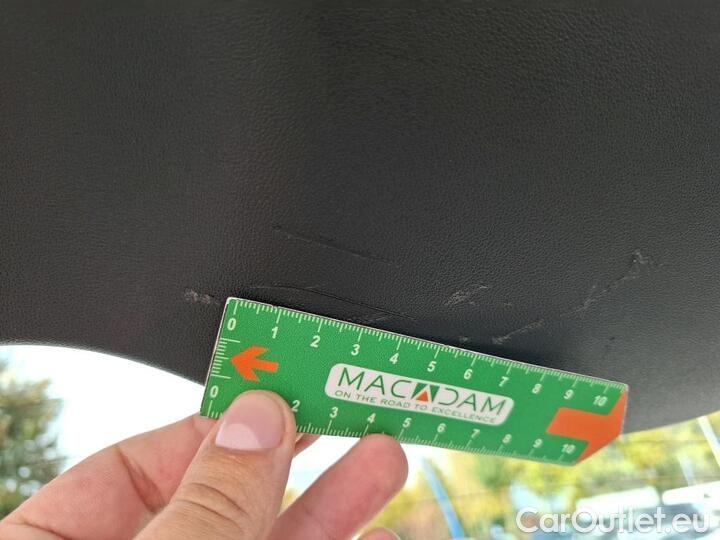 0 1 2 3 4 5 6 7 8 9 10
MACADAM
ON THE ROAD TO EXCELLENCE
0 2 3 4 5 6 7 8 9 10
CarOutlet.eu